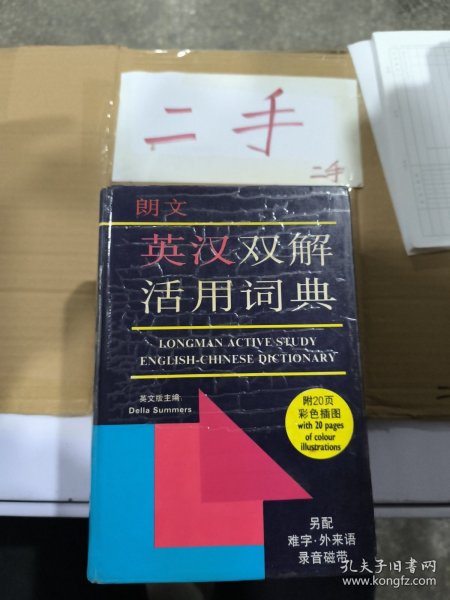 二手
二手
朗文
英汉双解
活用词典
LONGMAN ACTIVE STUDY
ENGLISH-CHINESE DICTIONARY
英文版主编:
Della Summers
附20页
彩色插图
with 20 pages
of colour
illustrations
另配
难字·外来语
录音磁带
孔夫子旧书网
www.kongfz.com